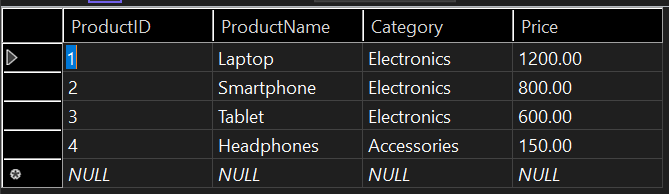 ProductID ProductName Category Price
1 Laptop Electronics 1200.00
2 Smartphone Electronics 800.00
3 Tablet Electronics 600.00
4 Headphones Accessories 150.00
NULL NULL NULL NULL